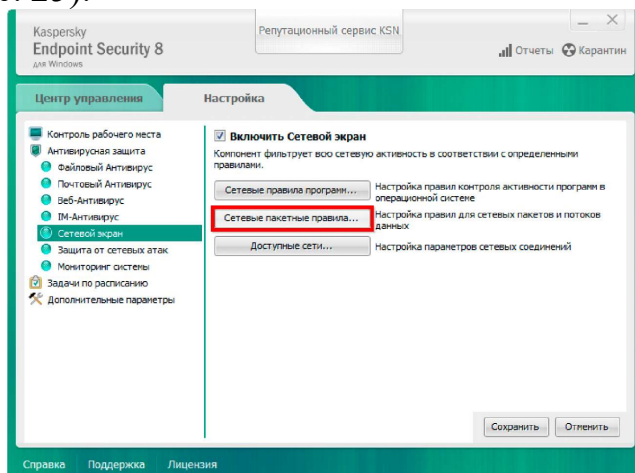 Kaspersky
Endpoint Security 8
для Windows
Репутационный сервис KSN
Отчеты Карантин
Центр управления Настройка
Контроль рабочего места
Антивирусная защита
Файловый Антивирус
Почтовый Антивирус
Веб-Антивирус
IM-Антивирус
Сетевой экран
Защита от сетевых атак
Мониторинг системы
Задачи по расписанию
Дополнительные параметры
Включить Сетевой экран
Компонент фильтрует всю сетевую активность в соответствии с определенными
правилами.
Сетевые правила программ...
Настройка правил контроля активности программ в
операционной системе
Сетевые пакетные правила...
Настройка правил для сетевых пакетов и потоков
данных
Доступные сети...
Настройка параметров сетевых соединений
Сохранить Отменить
Справка Поддержка Лицензия